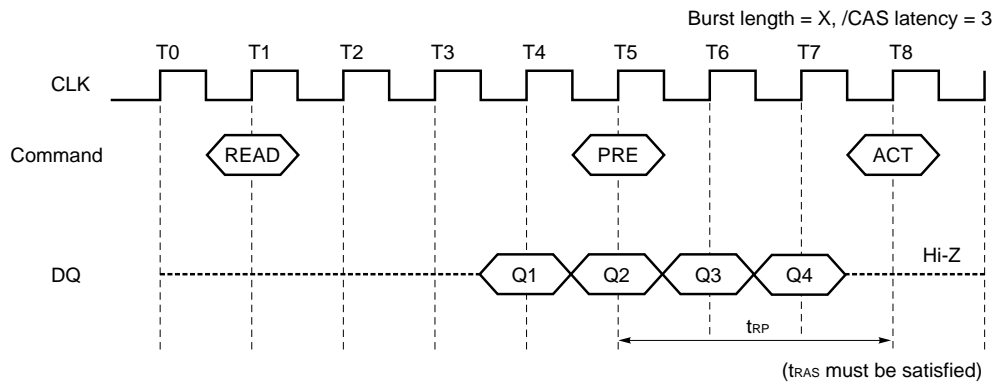 Burst length = X, /CAS latency = 3
T0 T1 T2 T3 T4 T5 T6 T7 T8
CLK
Command READ PRE ACT
DQ Q1 Q2 Q3 Q4 Hi-Z
tRP
(tRAS must be satisfied)